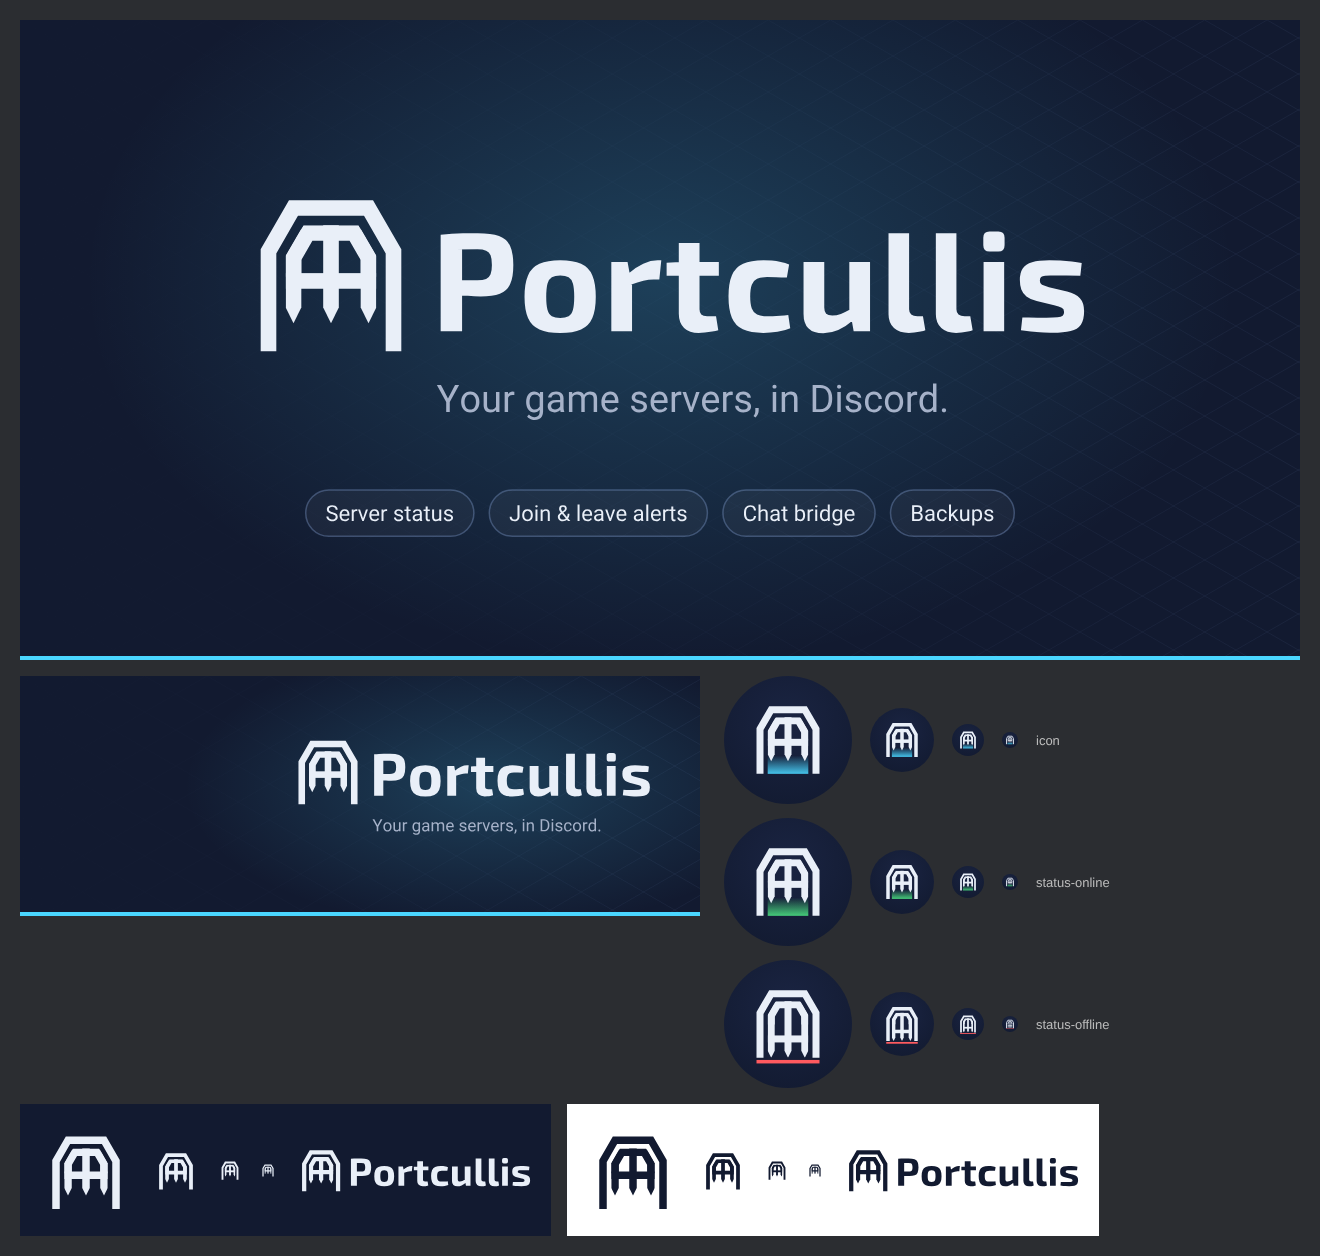 Portcullis
Your game servers, in Discord.
Server status
Join & leave alerts
Chat bridge
Backups
Portcullis
Your game servers, in Discord.
icon
status-online
status-offline
Portcullis
Portcullis